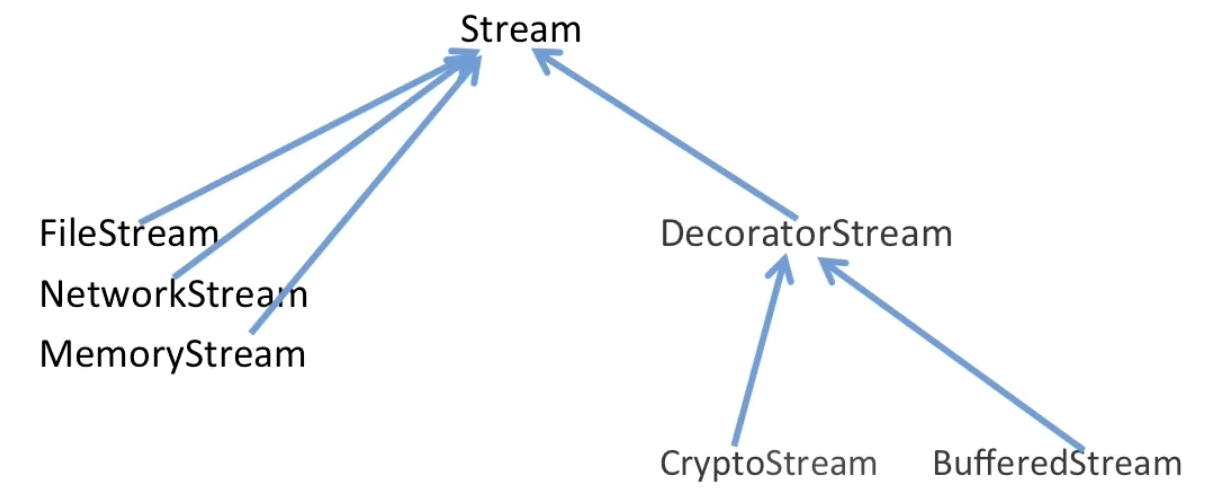 Stream
FileStream
DecoratorStream
NetworkStream
MemoryStream
CryptoStream
BufferedStream